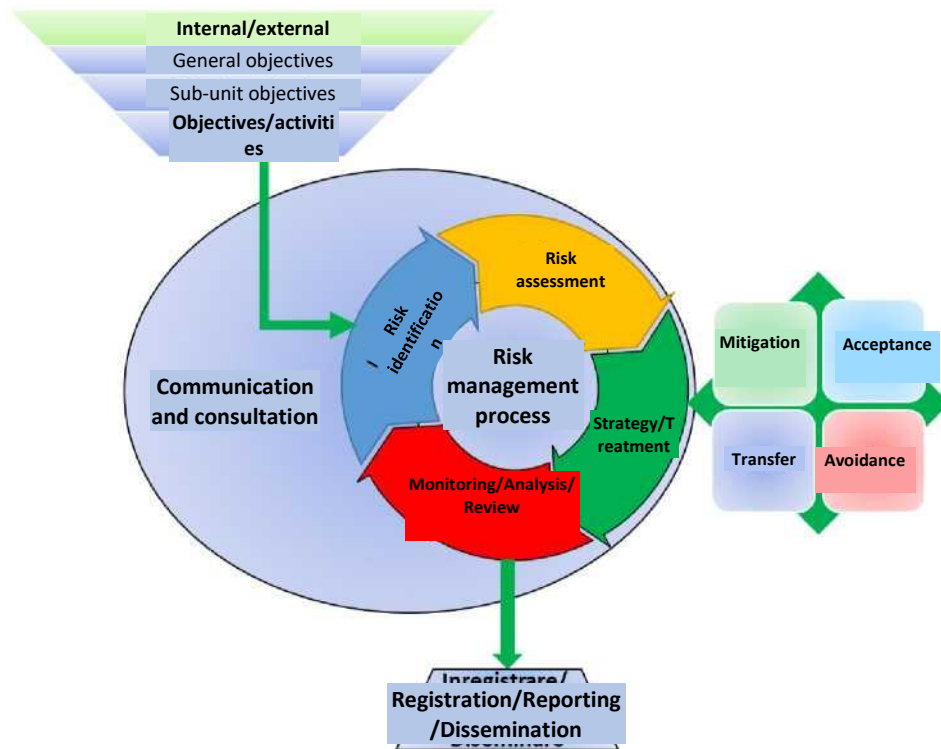 Internal/external
General objectives
Sub-unit objectives
Objectives/activiti
es
Risk
assessment
Risk
identificatio
n
Mitigation
Acceptance
Communication
and consultation
Risk
management
process
Strategy/T
reatment
Transfer
Avoidance
Monitoring/Analysis/
Review
Inregistrare/
Registration/Reporting
/Dissemination